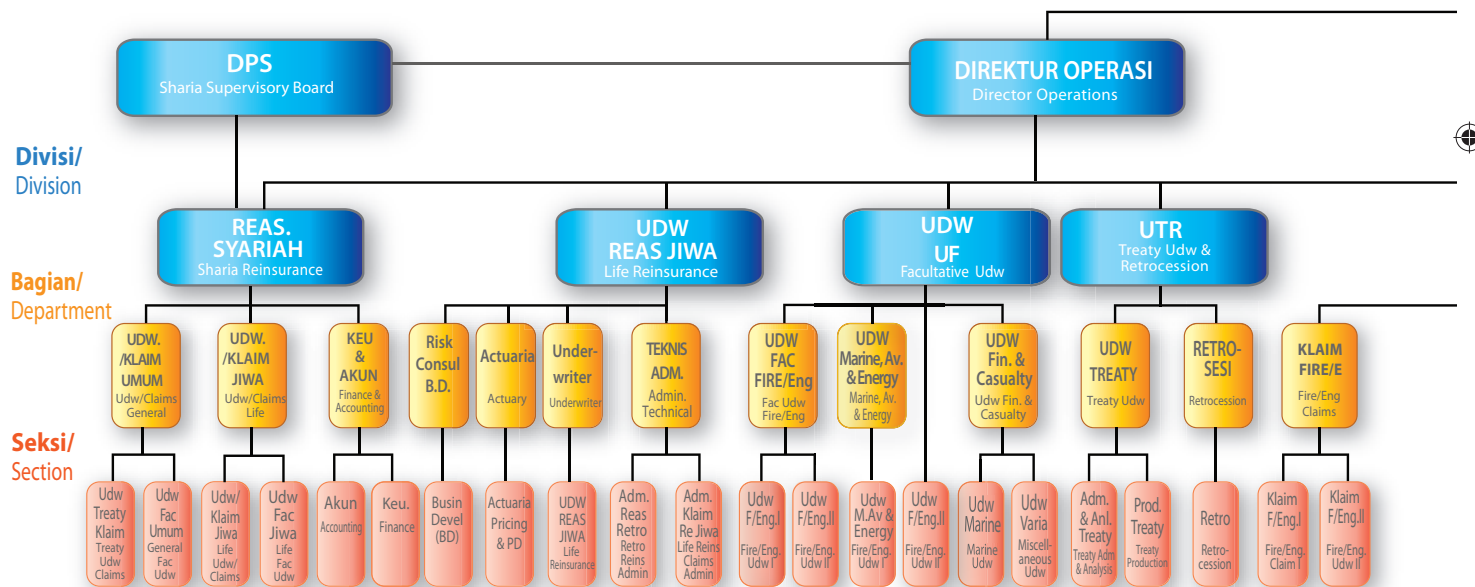 DPS
Sharia Supervisory Board
DIREKTUR OPERASI
Director Operations
Divisi/
Division
REAS.
SYARIAH
Sharia Reinsurance
UDW
REAS JIWA
Life Reinsurance
UDW
UF
Facultative Udw
UTR
Treaty Udw &
Retrocession
Bagian/
Department
UDW.
/KLAIM
UMUM
Udw/Claims
General
UDW.
/KLAIM
JIWA
Udw/Claims
Life
KEU
&
AKUN
Finance &
Accounting
Risk
Consul
B.D.
Actuaria
Actuary
Under-
writer
Underwriter
TEKNIS
ADM.
Admin.
Technical
UDW
FAC
FIRE/Eng
Fac Udw
Fire/Eng
UDW
Marine, Av.
& Energy
Marine, Av.
& Energy
UDW
Fin. &
Casualty
Udw Fin. &
Casualty
UDW
TREATY
Treaty Udw
RETRO-
SESI
Retrocession
KLAIM
FIRE/E
Fire/Eng
Claims
Seksi/
Section
Udw
Treaty
Klaim
Treaty
Udw
Claims
Udw
Fac
Umum
General
Fac
Udw
Udw/
Klaim
Jiwa
Life
Udw/
Claims
Udw
Fac
Jiwa
Life
Fac
Udw
Akun
Accounting
Keu.
Finance
Busin
Devel
(BD)
Actuaria
Pricing
& PD
UDW
REAS
JIWA
Life
Reinsurance
Adm.
Reas
Retro
Retro
Reins
Admin
Adm.
Klaim
Re Jiwa
Life Reins
Claims
Admin
Udw
F/Eng.I
Fire/Eng.
Udw I
Udw
F/Eng.II
Fire/Eng.
Udw II
Udw
M.Av &
Energy
Fire/Eng.
Udw I
Udw
F/Eng.II
Fire/Eng.
Udw II
Udw
Marine
Marine
Udw
Udw
Varia
Miscell-
aneous
Udw
Adm.
& Anl.
Treaty
Treaty Adm
& Analysis
Prod.
Treaty
Treaty
Production
Retro
Retro-
cession
Klaim
F/Eng.I
Fire/Eng.
Claim I
Klaim
F/Eng.II
Fire/Eng.
Udw II